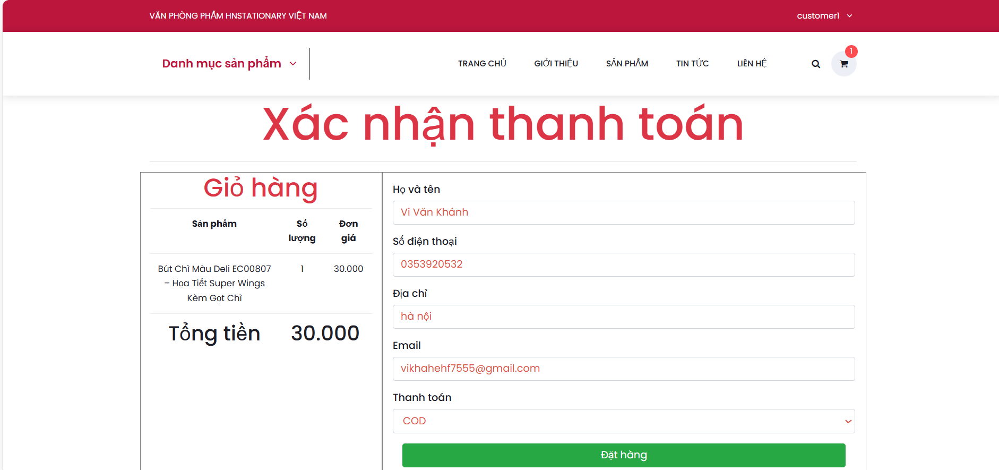 VĂN PHÒNG PHẨM HNSTATIONARY VIỆT NAM
customer1
Danh mục sản phẩm
TRANG CHỦ
GIỚI THIỆU
SẢN PHẨM
TIN TỨC
LIÊN HỆ
1
Xác nhận thanh toán
Giỏ hàng
Sản phẩm
Số
lượng
Đơn
giá
Bút Chì Màu Deli EC00807
– Họa Tiết Super Wings
Kèm Gọt Chì
1
30.000
Tổng tiền
30.000
Họ và tên
Vi Văn Khánh
Số điện thoại
0353920532
Địa chỉ
hà nội
Email
vikhahehf7555@gmail.com
Thanh toán
COD
Đặt hàng